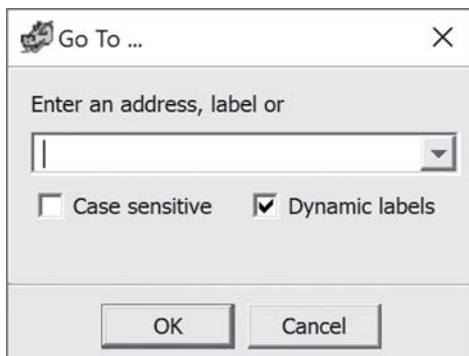 Go To ...
Enter an address, label or
Case sensitive Dynamic labels
OK Cancel